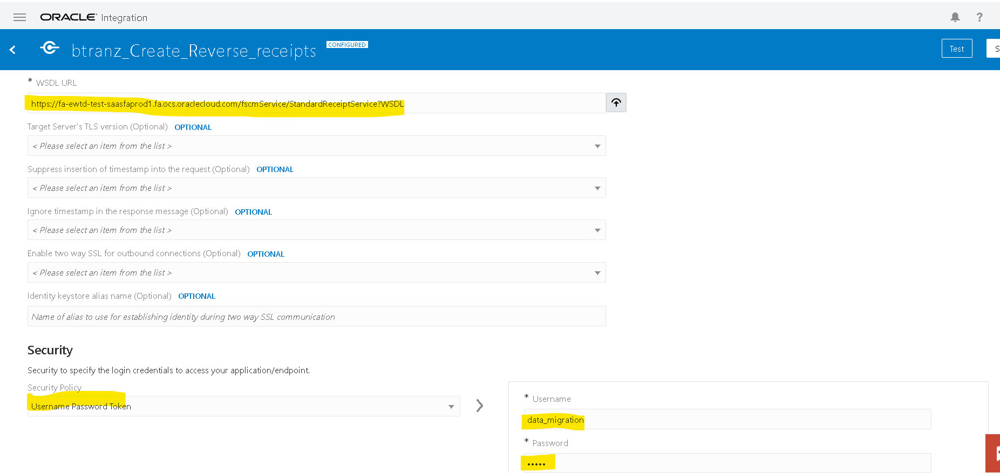 ORACLE Integration
?
btranz_Create_Reverse_receipts CONFIGURED
Test
S
* WSDL URL
https://fa-ewtd-test-saasfaprod1.fa.ocs.oraclecloud.com/fscmService/StandardReceiptService?WSDL
Target Server's TLS version (Optional) OPTIONAL
< Please select an item from the list >
Suppress insertion of timestamp into the request (Optional) OPTIONAL
< Please select an item from the list >
Ignore timestamp in the response message (Optional) OPTIONAL
< Please select an item from the list >
Enable two way SSL for outbound connections (Optional) OPTIONAL
< Please select an item from the list >
Identity keystore alias name (Optional) OPTIONAL
Name of alias to use for establishing identity during two way SSL communication
Security
Security to specify the login credentials to access your application/endpoint.
Security Policy
Username Password Token
* Username
data_migration
* Password
•••••